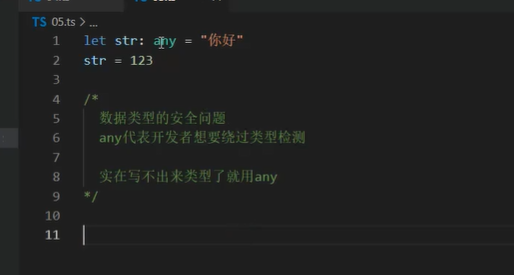 TS 05.ts > ...
1 let str: any = "你好"
2 str = 123
3
4 /*
5 数据类型的安全问题
6 any代表开发者想要绕过类型检测
7
8 实在写不出来类型了就用any
9 */
10
11